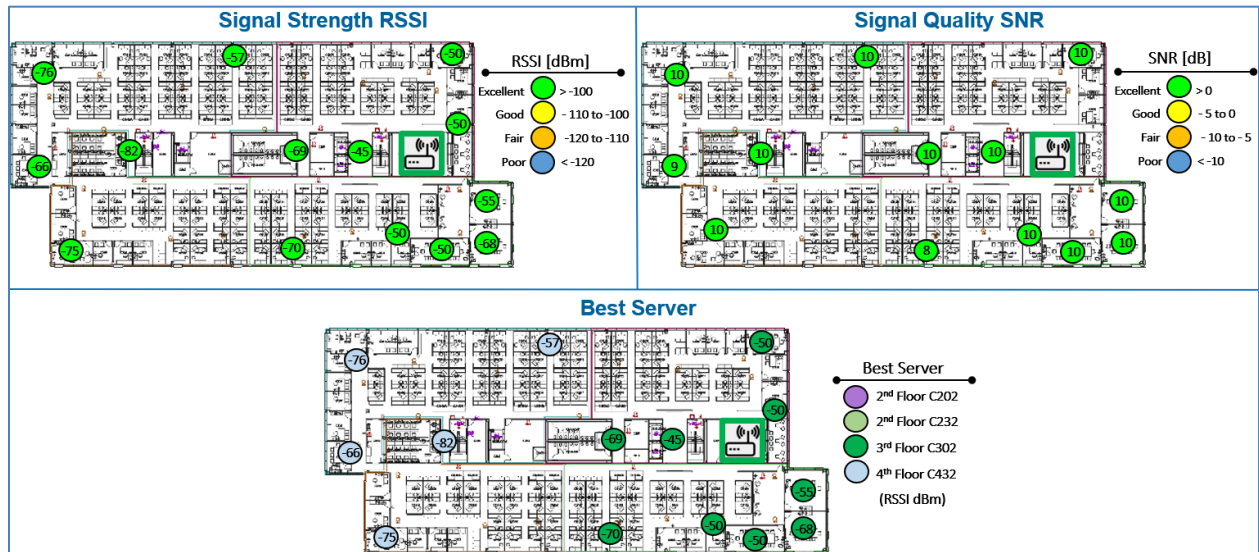 Signal Strength RSSI
-76
-57
-50
-50
-82
-69
-45
-66
-55
-75
-70
-50
-50
-68
RSSI [dBm]
Excellent > -100
Good - 110 to -100
Fair -120 to -110
Poor < -120
Signal Quality SNR
10
10
10
10
10
10
9
10
10
10
10
8
10
10
SNR [dB]
Excellent > 0
Good - 5 to 0
Fair - 10 to - 5
Poor < -10
Best Server
-76
-57
-50
-50
-82
-69
-45
-66
-55
-75
-70
-50
-50
-68
Best Server
2nd Floor C202
2nd Floor C232
3rd Floor C302
4th Floor C432
(RSSI dBm)